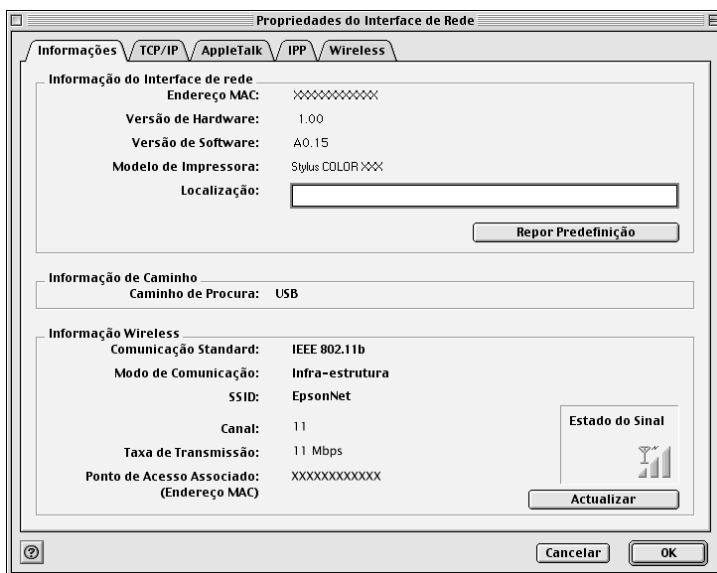 Propriedades do Interface de Rede
Informações TCP/IP AppleTalk IPP Wireless
Informação do Interface de rede
Endereço MAC: XXXXXXXXXXX
Versão de Hardware: 1.00
Versão de Software: A0.15
Modelo de Impressora: Stylus COLOR XXX
Localização:
Repor Predefinição
Informação de Caminho
Caminho de Procura: USB
Informação Wireless
Comunicação Standard: IEEE 802.11b
Modo de Comunicação: Infra-estrutura
SSID: EpsonNet
Canal: 11
Taxa de Transmissão: 11 Mbps
Ponto de Acesso Associado: XXXXXXXXXXXX
(Endereço MAC)
Estado do Sinal
Actualizar
?
Cancelar OK